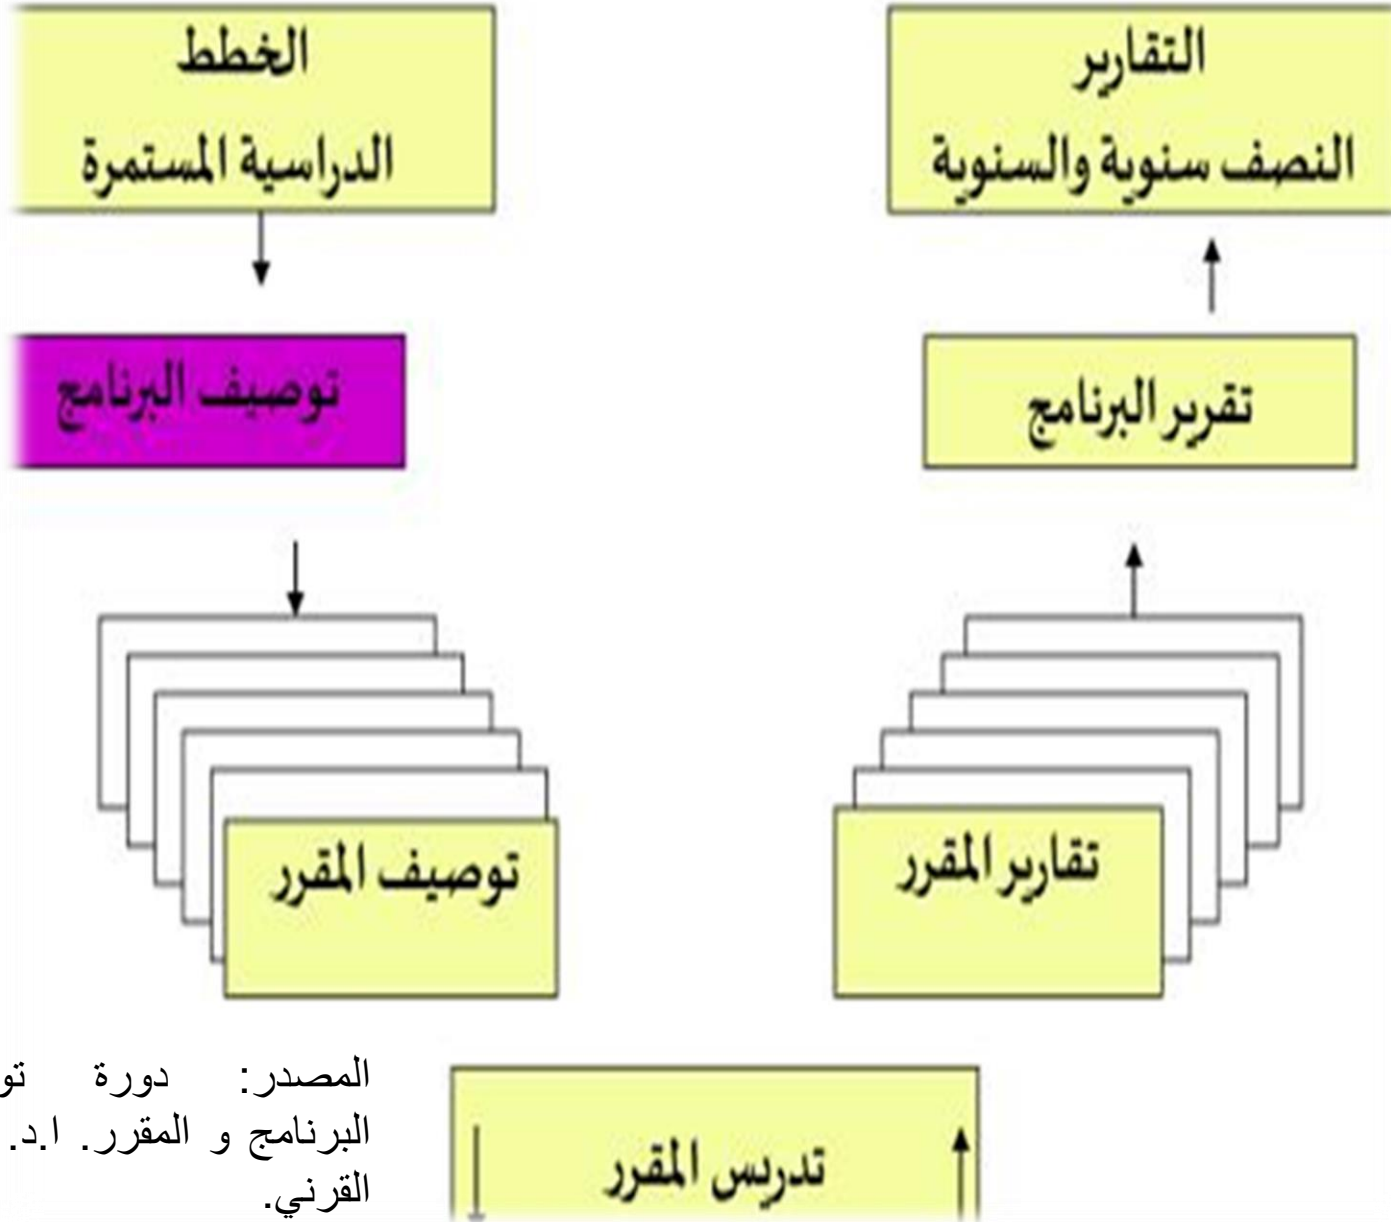 التقارير
النصف سنوية والسنوية
الخطط
الدراسية المستمرة
تقرير البرنامج
توصيف البرنامج
تقارير المقرر
توصيف المقرر
تدريس المقرر
المصدر: دورة
البرنامج و المقرر. ا.د.
القرني.